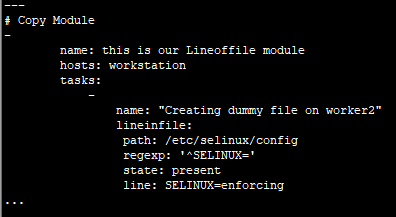 ---
# Copy Module
-
        name: this is our Lineoffile module
        hosts: workstation
        tasks:
            -
                name: "Creating dummy file on worker2"
                lineinfile:
                 path: /etc/selinux/config
                 regexp: '^SELINUX='
                 state: present
                 line: SELINUX=enforcing
...